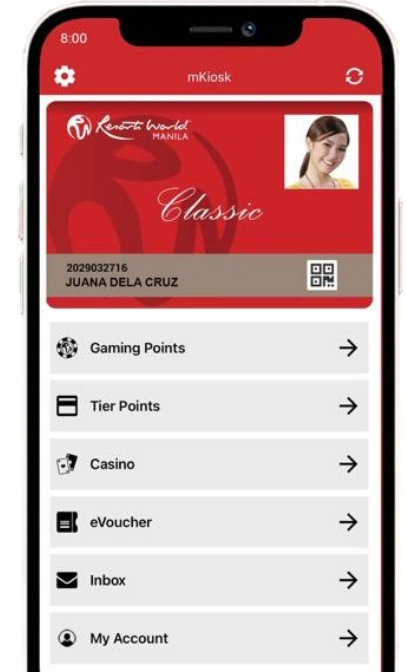 8:00
mKiosk
Resorts World
MANILA
Classic
2029032716
JUANA DELA CRUZ
Gaming Points
Tier Points
Casino
eVoucher
Inbox
My Account